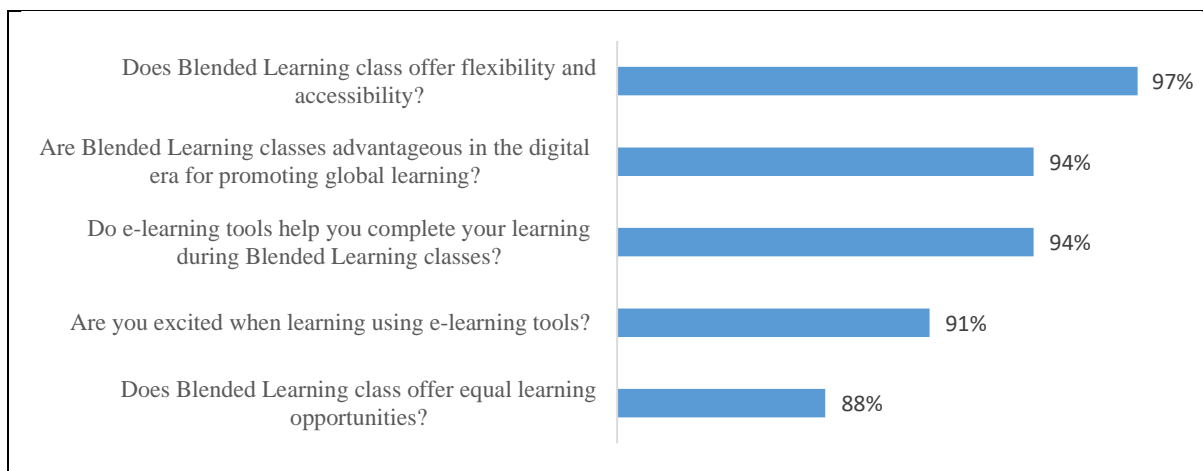 Does Blended Learning class offer flexibility and
accessibility?
97%
Are Blended Learning classes advantageous in the digital
era for promoting global learning?
94%
Do e-learning tools help you complete your learning
during Blended Learning classes?
94%
Are you excited when learning using e-learning tools?
91%
Does Blended Learning class offer equal learning
opportunities?
88%